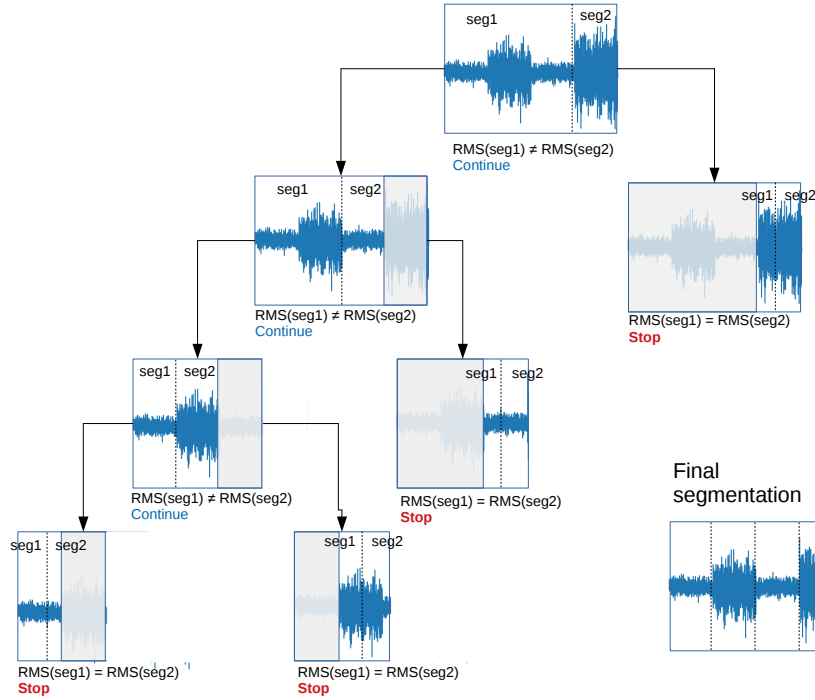 seg1 seg2
RMS(seg1) ≠ RMS(seg2)
Continue
seg1 seg2
RMS(seg1) ≠ RMS(seg2)
Continue
seg1 seg2
RMS(seg1) = RMS(seg2)
Stop
seg1 seg2
RMS(seg1) ≠ RMS(seg2)
Continue
seg1 seg2
RMS(seg1) = RMS(seg2)
Stop
seg1 seg2
RMS(seg1) = RMS(seg2)
Stop
seg1 seg2
RMS(seg1) = RMS(seg2)
Stop
Final
segmentation